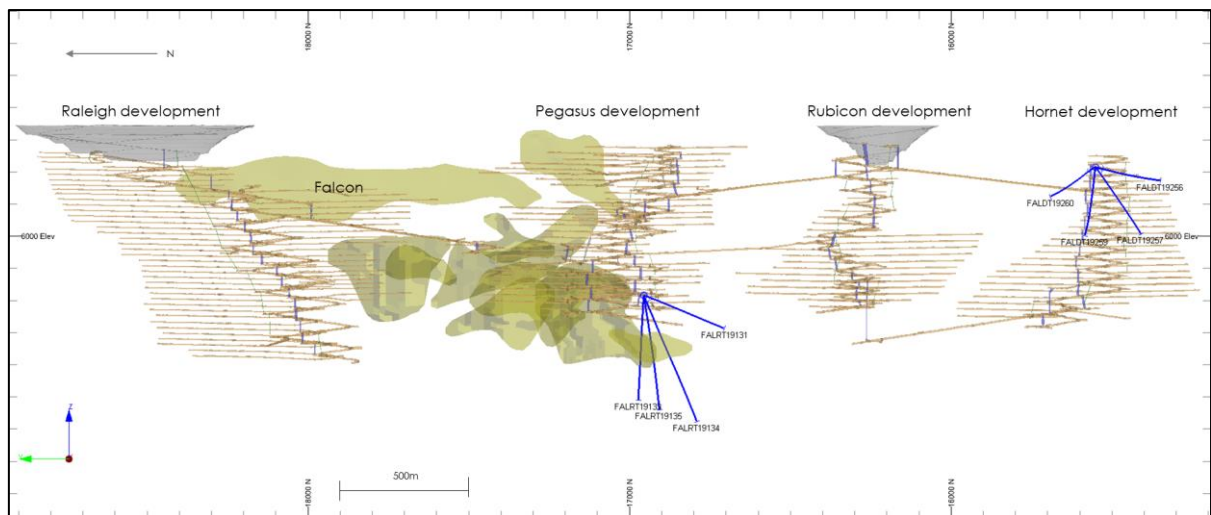 18000 N
17000 N
16000 N
N
Raleigh development
Pegasus development
Rubicon development
Hornet development
Falcon
FALDT19256
FALDT19260
6000 Elev
FALDT19259
FALDT19257
6000 Elev
FALRT19131
FALRT19135
FALRT19134
Z
500m
18000 N
17000 N
16000 N